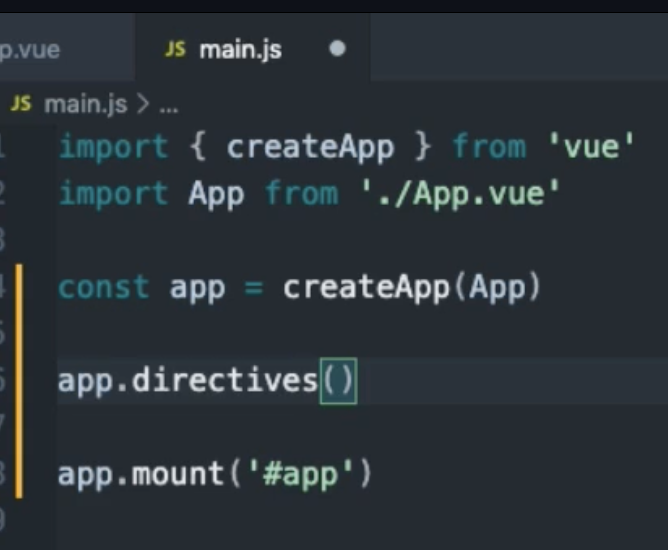 p.vue JS main.js
JS main.js > ...
1 import { createApp } from 'vue'
2 import App from './App.vue'
3
4 const app = createApp(App)
5
6 app.directives()
7
8 app.mount('#app')
9